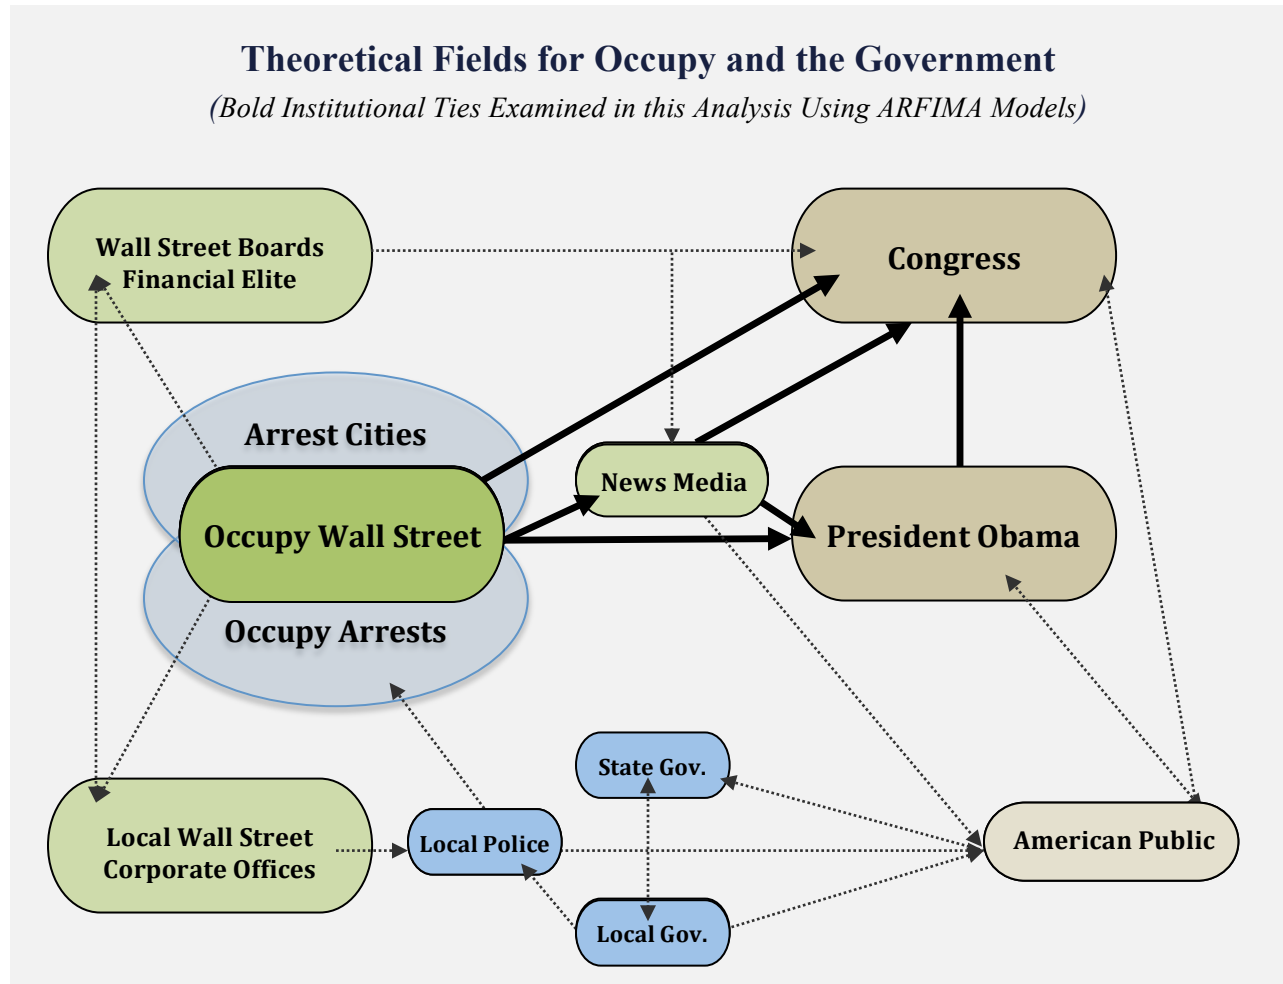 Theoretical Fields for Occupy and the Government
(Bold Institutional Ties Examined in this Analysis Using ARFIMA Models)
Wall Street Boards
Financial Elite
Congress
Arrest Cities
News Media
Occupy Wall Street
President Obama
Occupy Arrests
State Gov.
Local Wall Street
Corporate Offices
Local Police
American Public
Local Gov.